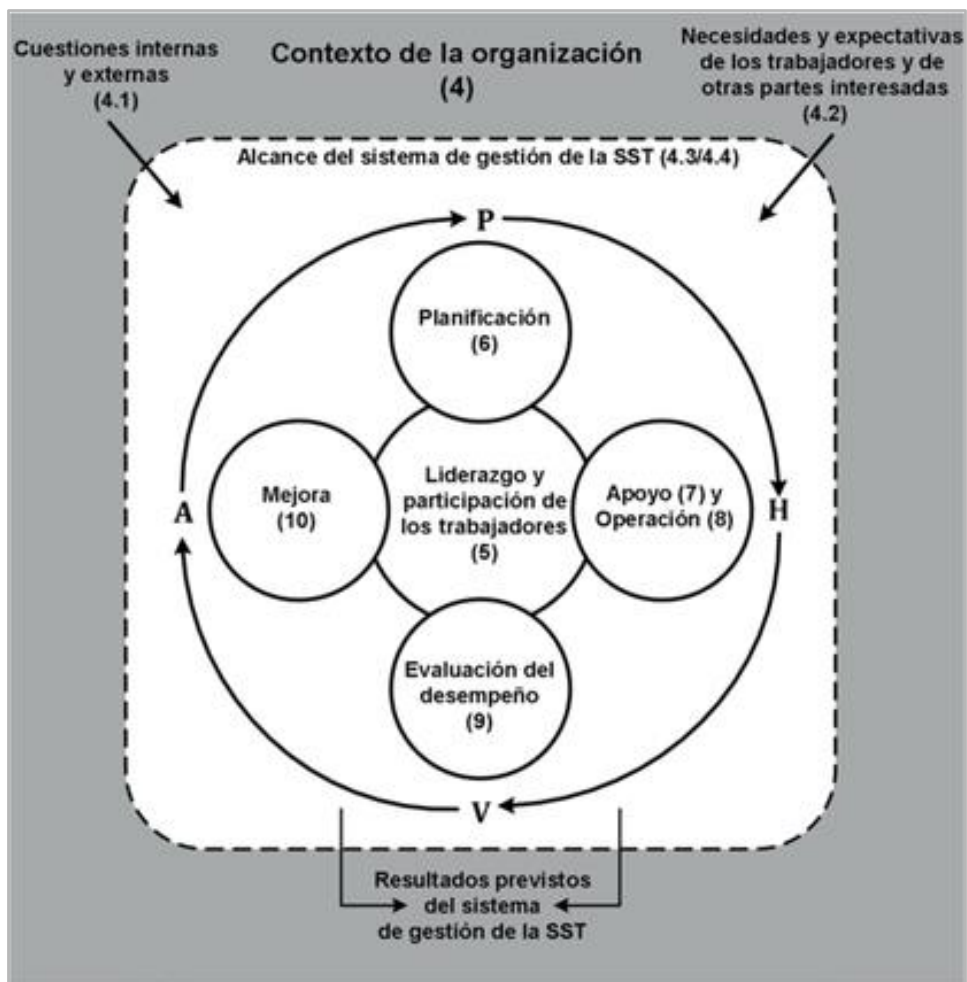 Cuestiones internas
y externas
(4.1)
Contexto de la organización
(4)
Necesidades y expectativas
de los trabajadores y de
otras partes interesadas
(4.2)
Alcance del sistema de gestión de la SST (4.3/4.4)
P
Planificación
(6)
A
Mejora
(10)
Liderazgo y
participación de
los trabajadores
(5)
Apoyo (7) y
Operación (8)
H
Evaluación del
desempeño
(9)
V
Resultados previstos
del sistema
de gestión de la SST